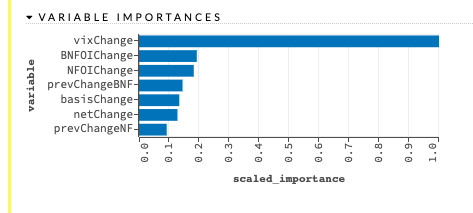 VARIABLE IMPORTANCES
vixChange
BNFOIChange
NFOIChange
prevChangeBNF
basisChange
netChange
prevChangeNF
variable
0.0 0.1 0.2 0.3 0.4 0.5 0.6 0.7 0.8 0.9 1.0
scaled_importance